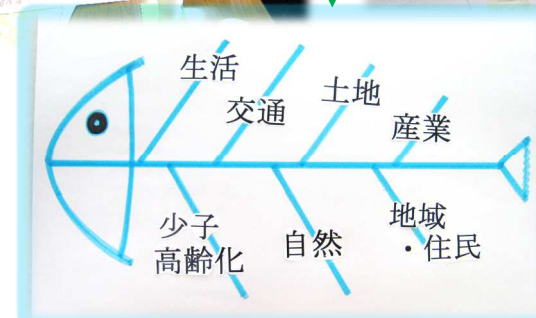 生活
交通
土地
産業
少子
高齢化
自然
地域
・住民